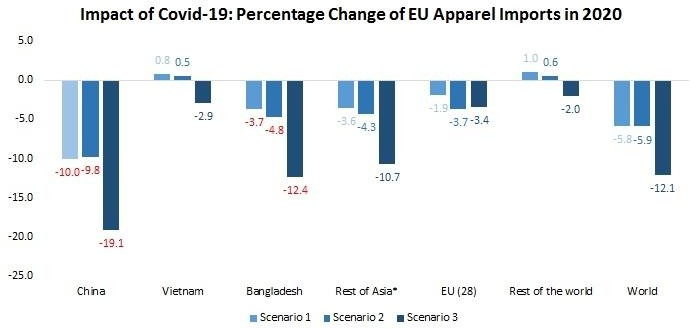 Impact of Covid-19: Percentage Change of EU Apparel Imports in 2020
5.0
0.0
-5.0
-10.0
-15.0
-20.0
-25.0
-10.0 -9.8 -19.1
0.8 0.5 -2.9
-3.7 -4.8 -12.4
-3.6 -4.3 -10.7
-1.9 -3.7 -3.4
1.0 0.6 -2.0
-5.8 -5.9 -12.1
China Vietnam Bangladesh Rest of Asia* EU (28) Rest of the world World
Scenario 1 Scenario 2 Scenario 3